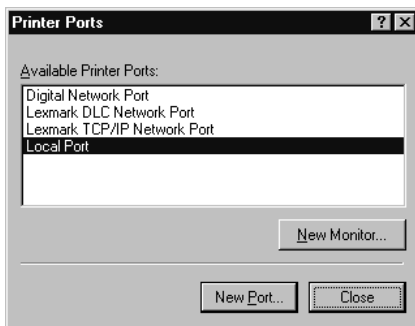 Printer Ports
Available Printer Ports:
Digital Network Port
Lexmark DLC Network Port
Lexmark TCP/IP Network Port
Local Port
New Monitor...
New Port...
Close